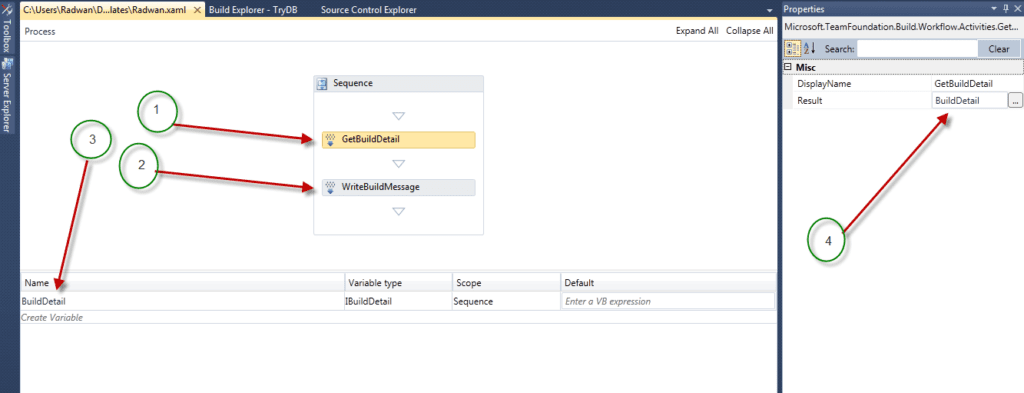 C:\Users\Radwan\D...lates\Radwan.xaml
Build Explorer - TryDB
Source Control Explorer
Toolbox
Server Explorer
Process
Expand All
Collapse All
Sequence
1
GetBuildDetail
3
2
WriteBuildMessage
Name
Variable type
Scope
Default
BuildDetail
IBuildDetail
Sequence
Enter a VB expression
Create Variable
Properties
Microsoft.TeamFoundation.Build.Workflow.Activities.Get...
Search:
Clear
Misc
DisplayName
GetBuildDetail
Result
BuildDetail
...
4